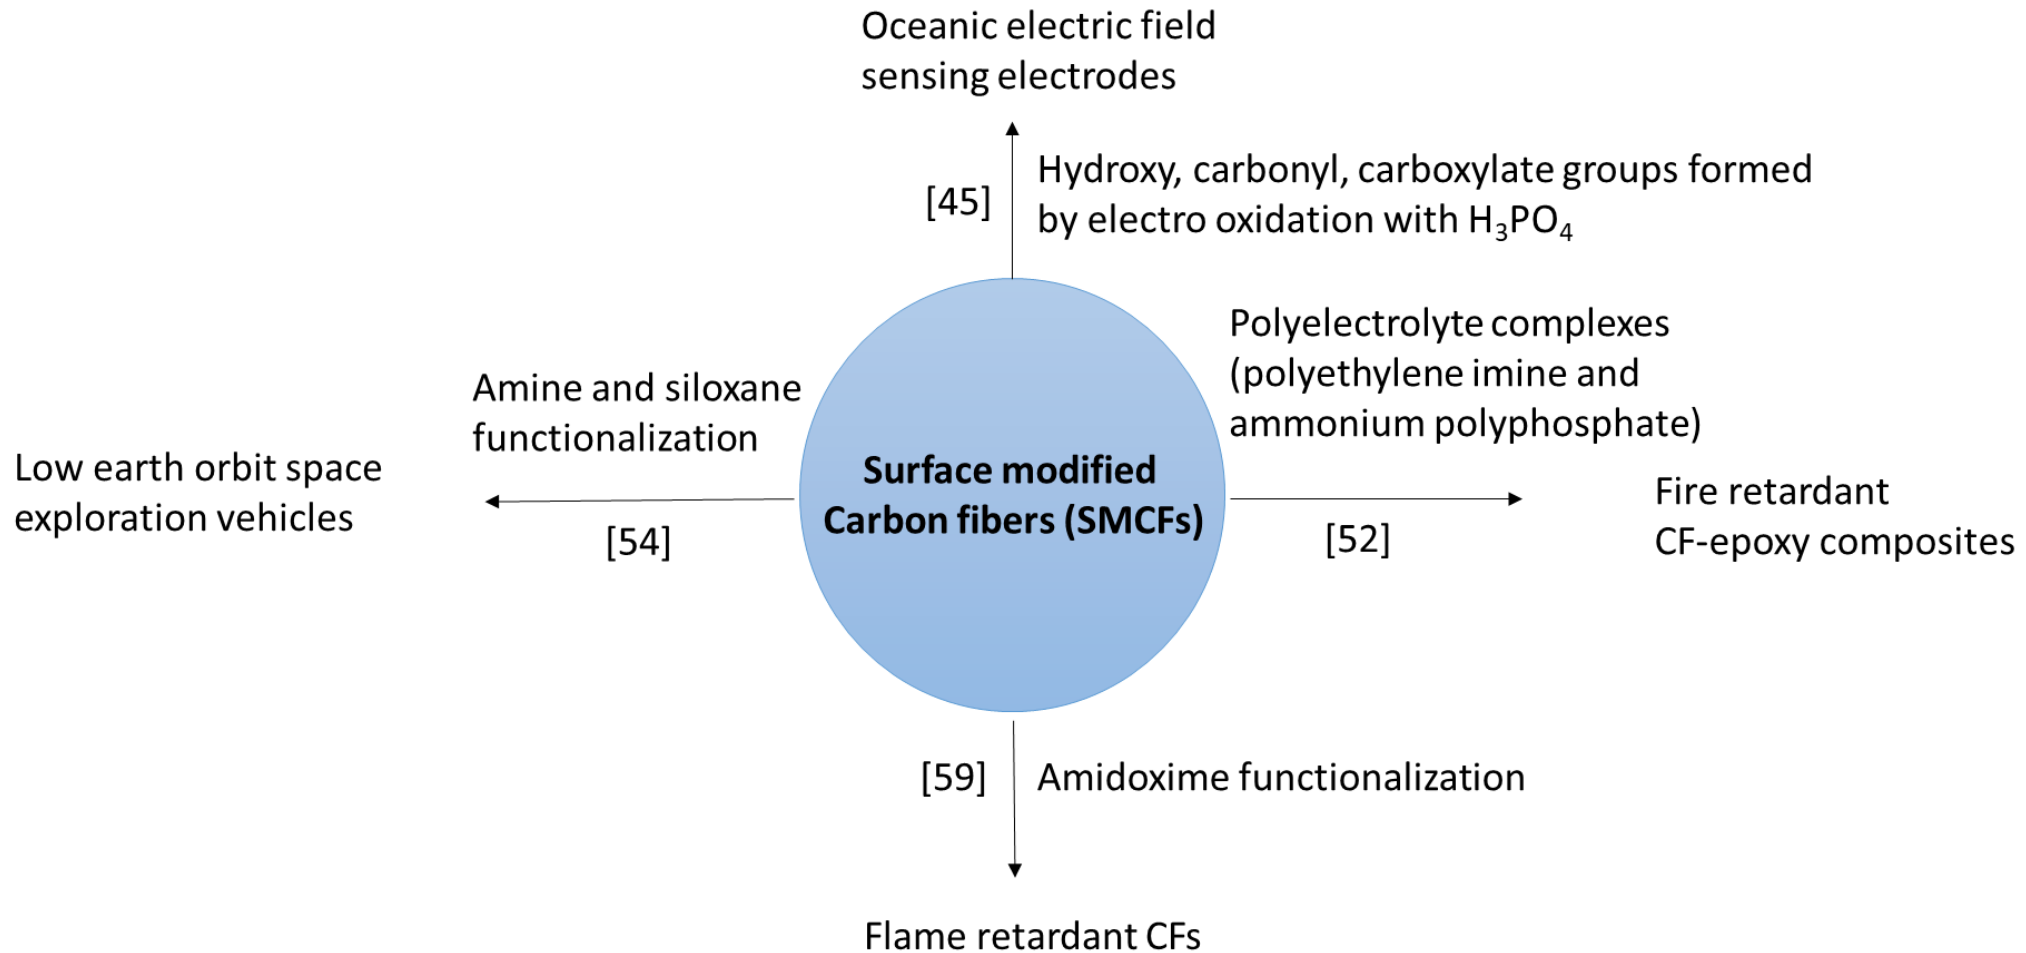 Oceanic electric field
sensing electrodes
[45]
Hydroxy, carbonyl, carboxylate groups formed
by electro oxidation with H₃PO₄
Polyelectrolyte complexes
(polyethylene imine and
ammonium polyphosphate)
Amine and siloxane
functionalization
Low earth orbit space
exploration vehicles
[54]
Surface modified
Carbon fibers (SMCFs)
[52]
Fire retardant
CF-epoxy composites
[59]
Amidoxime functionalization
Flame retardant CFs